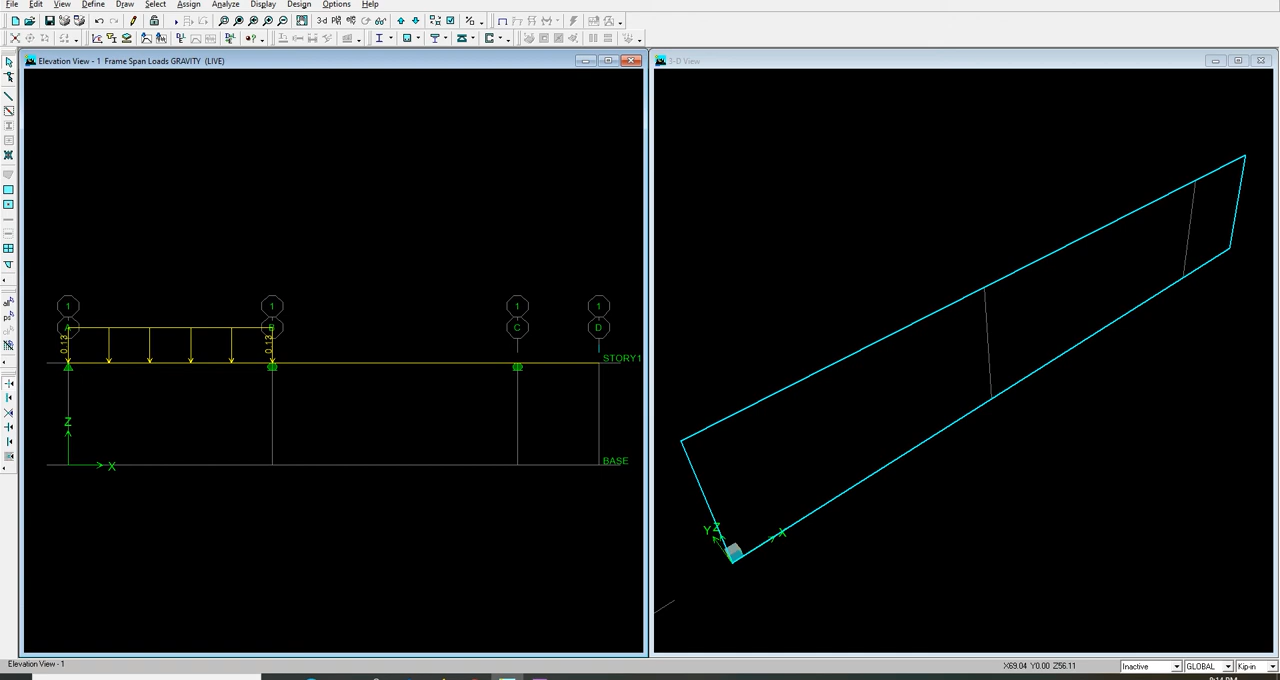 File Edit View Define Draw Select Assign Analyze Display Design Options Help
3-d
Elevation View - 1 Frame Span Loads GRAVITY (LIVE)
3-D View
1 1 1 1
A B C D
0.13 0.13
STORY1
Z
X
BASE
Y Z X
Elevation View - 1
X69.04 Y0.00 Z56.11
Inactive
GLOBAL
Kip-in